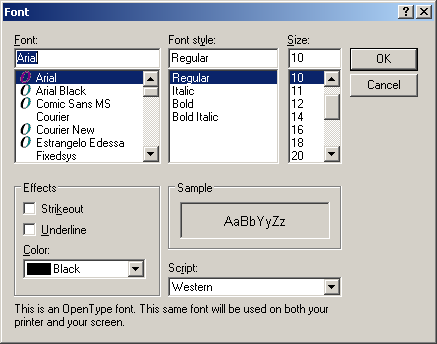 Font
Font:
Arial
Arial
Arial Black
Comic Sans MS
Courier
Courier New
Estrangelo Edessa
Fixedsys
Font style:
Regular
Regular
Italic
Bold
Bold Italic
Size:
10
10
11
12
14
16
18
20
OK
Cancel
Effects
Strikeout
Underline
Color:
Black
Sample
AaBbYyZz
Script:
Western
This is an OpenType font. This same font will be used on both your
printer and your screen.